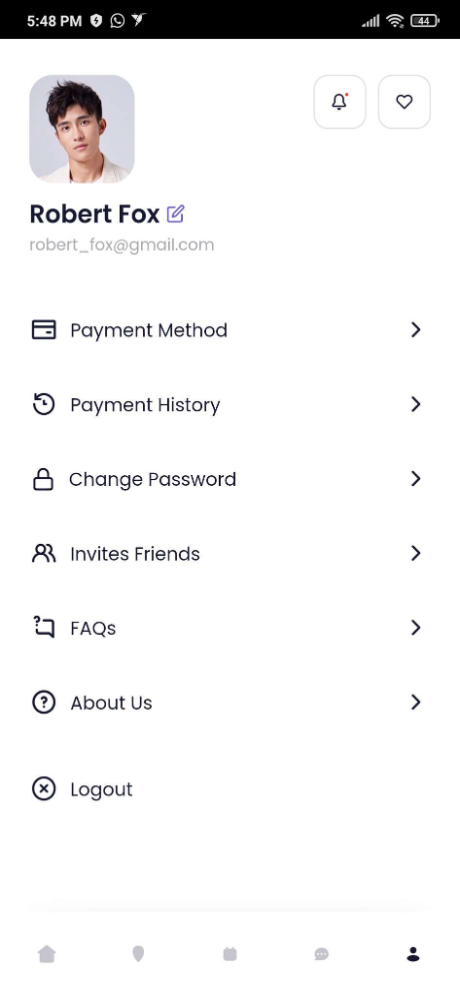 5:48 PM
44
Robert Fox
robert_fox@gmail.com
Payment Method
Payment History
Change Password
Invites Friends
FAQs
About Us
Logout